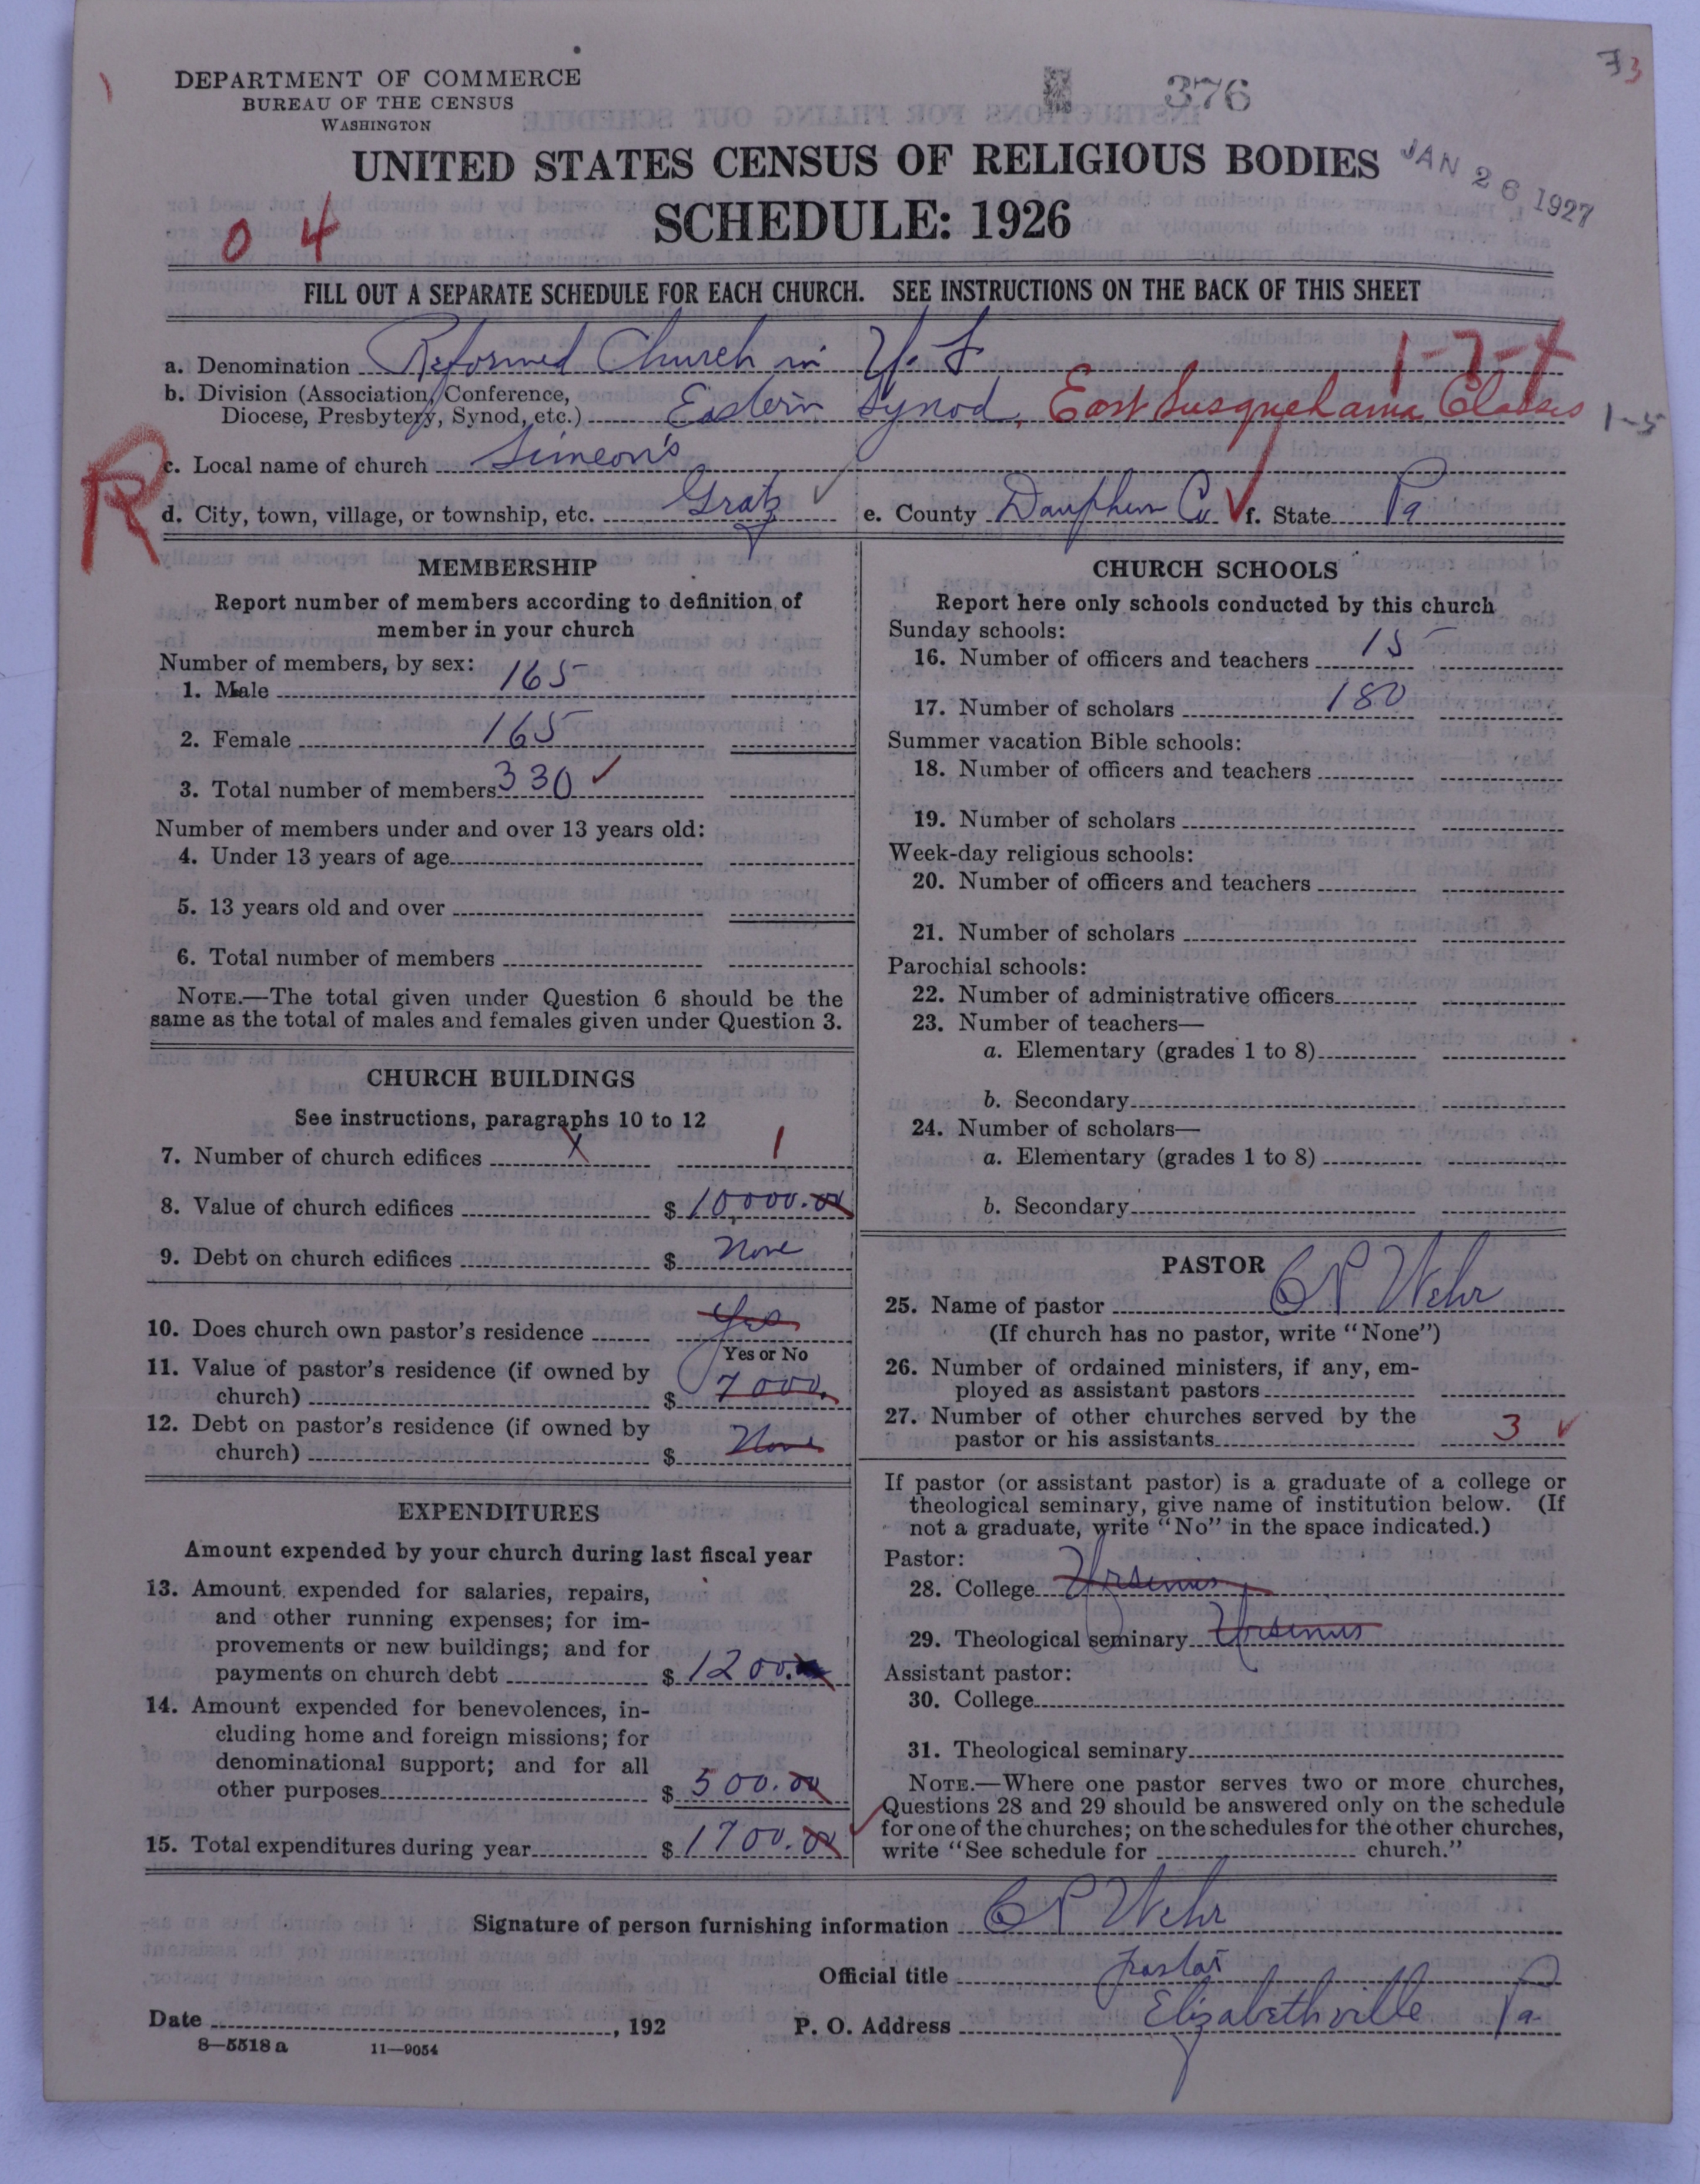 73
DEPARTMENT OF COMMERCE
BUREAU OF THE CENSUS
WASHINGTON
376
JAN 26 1927
UNITED STATES CENSUS OF RELIGIOUS BODIES
SCHEDULE: 1926
0 4
FILL OUT A SEPARATE SCHEDULE FOR EACH CHURCH. SEE INSTRUCTIONS ON THE BACK OF THIS SHEET
a. Denomination Reformed Church in U. S 1-7-4
b. Division (Association, Conference,
Diocese, Presbytery, Synod, etc.) Eastern Synod, East Susquehanna Classis 1-5
R
c. Local name of church Simeon's
d. City, town, village, or township, etc. Gratz e. County Dauphin Co f. State Pa
MEMBERSHIP
Report number of members according to definition of
member in your church
Number of members, by sex:
1. Male 165
2. Female 165
3. Total number of members 330 ✓
Number of members under and over 13 years old:
4. Under 13 years of age
5. 13 years old and over
6. Total number of members
NOTE.—The total given under Question 6 should be the
same as the total of males and females given under Question 3.
CHURCH BUILDINGS
See instructions, paragraphs 10 to 12
7. Number of church edifices X 1
8. Value of church edifices $ 10,000.00
9. Debt on church edifices $ None
10. Does church own pastor's residence Yes
Yes or No
11. Value of pastor's residence (if owned by
church) $ 7000.
12. Debt on pastor's residence (if owned by
church) $ None
EXPENDITURES
Amount expended by your church during last fiscal year
13. Amount expended for salaries, repairs,
and other running expenses; for im-
provements or new buildings; and for
payments on church debt $ 1200.
14. Amount expended for benevolences, in-
cluding home and foreign missions; for
denominational support; and for all
other purposes $ 500.00
15. Total expenditures during year $ 1700.00
CHURCH SCHOOLS
Report here only schools conducted by this church
Sunday schools:
16. Number of officers and teachers 15
17. Number of scholars 180
Summer vacation Bible schools:
18. Number of officers and teachers
19. Number of scholars
Week-day religious schools:
20. Number of officers and teachers
21. Number of scholars
Parochial schools:
22. Number of administrative officers
23. Number of teachers—
a. Elementary (grades 1 to 8)
b. Secondary
24. Number of scholars—
a. Elementary (grades 1 to 8)
b. Secondary
PASTOR
25. Name of pastor C P Wehr
(If church has no pastor, write "None")
26. Number of ordained ministers, if any, em-
ployed as assistant pastors
27. Number of other churches served by the
pastor or his assistants 3 ✓
If pastor (or assistant pastor) is a graduate of a college or
theological seminary, give name of institution below. (If
not a graduate, write "No" in the space indicated.)
Pastor:
28. College Ursinus
29. Theological seminary Ursinus
Assistant pastor:
30. College
31. Theological seminary
NOTE.—Where one pastor serves two or more churches,
Questions 28 and 29 should be answered only on the schedule
for one of the churches; on the schedules for the other churches,
write "See schedule for church."
Signature of person furnishing information C P Wehr
Official title pastor
Date , 192 P. O. Address Elizabethville Pa
8—5518a 11—9054